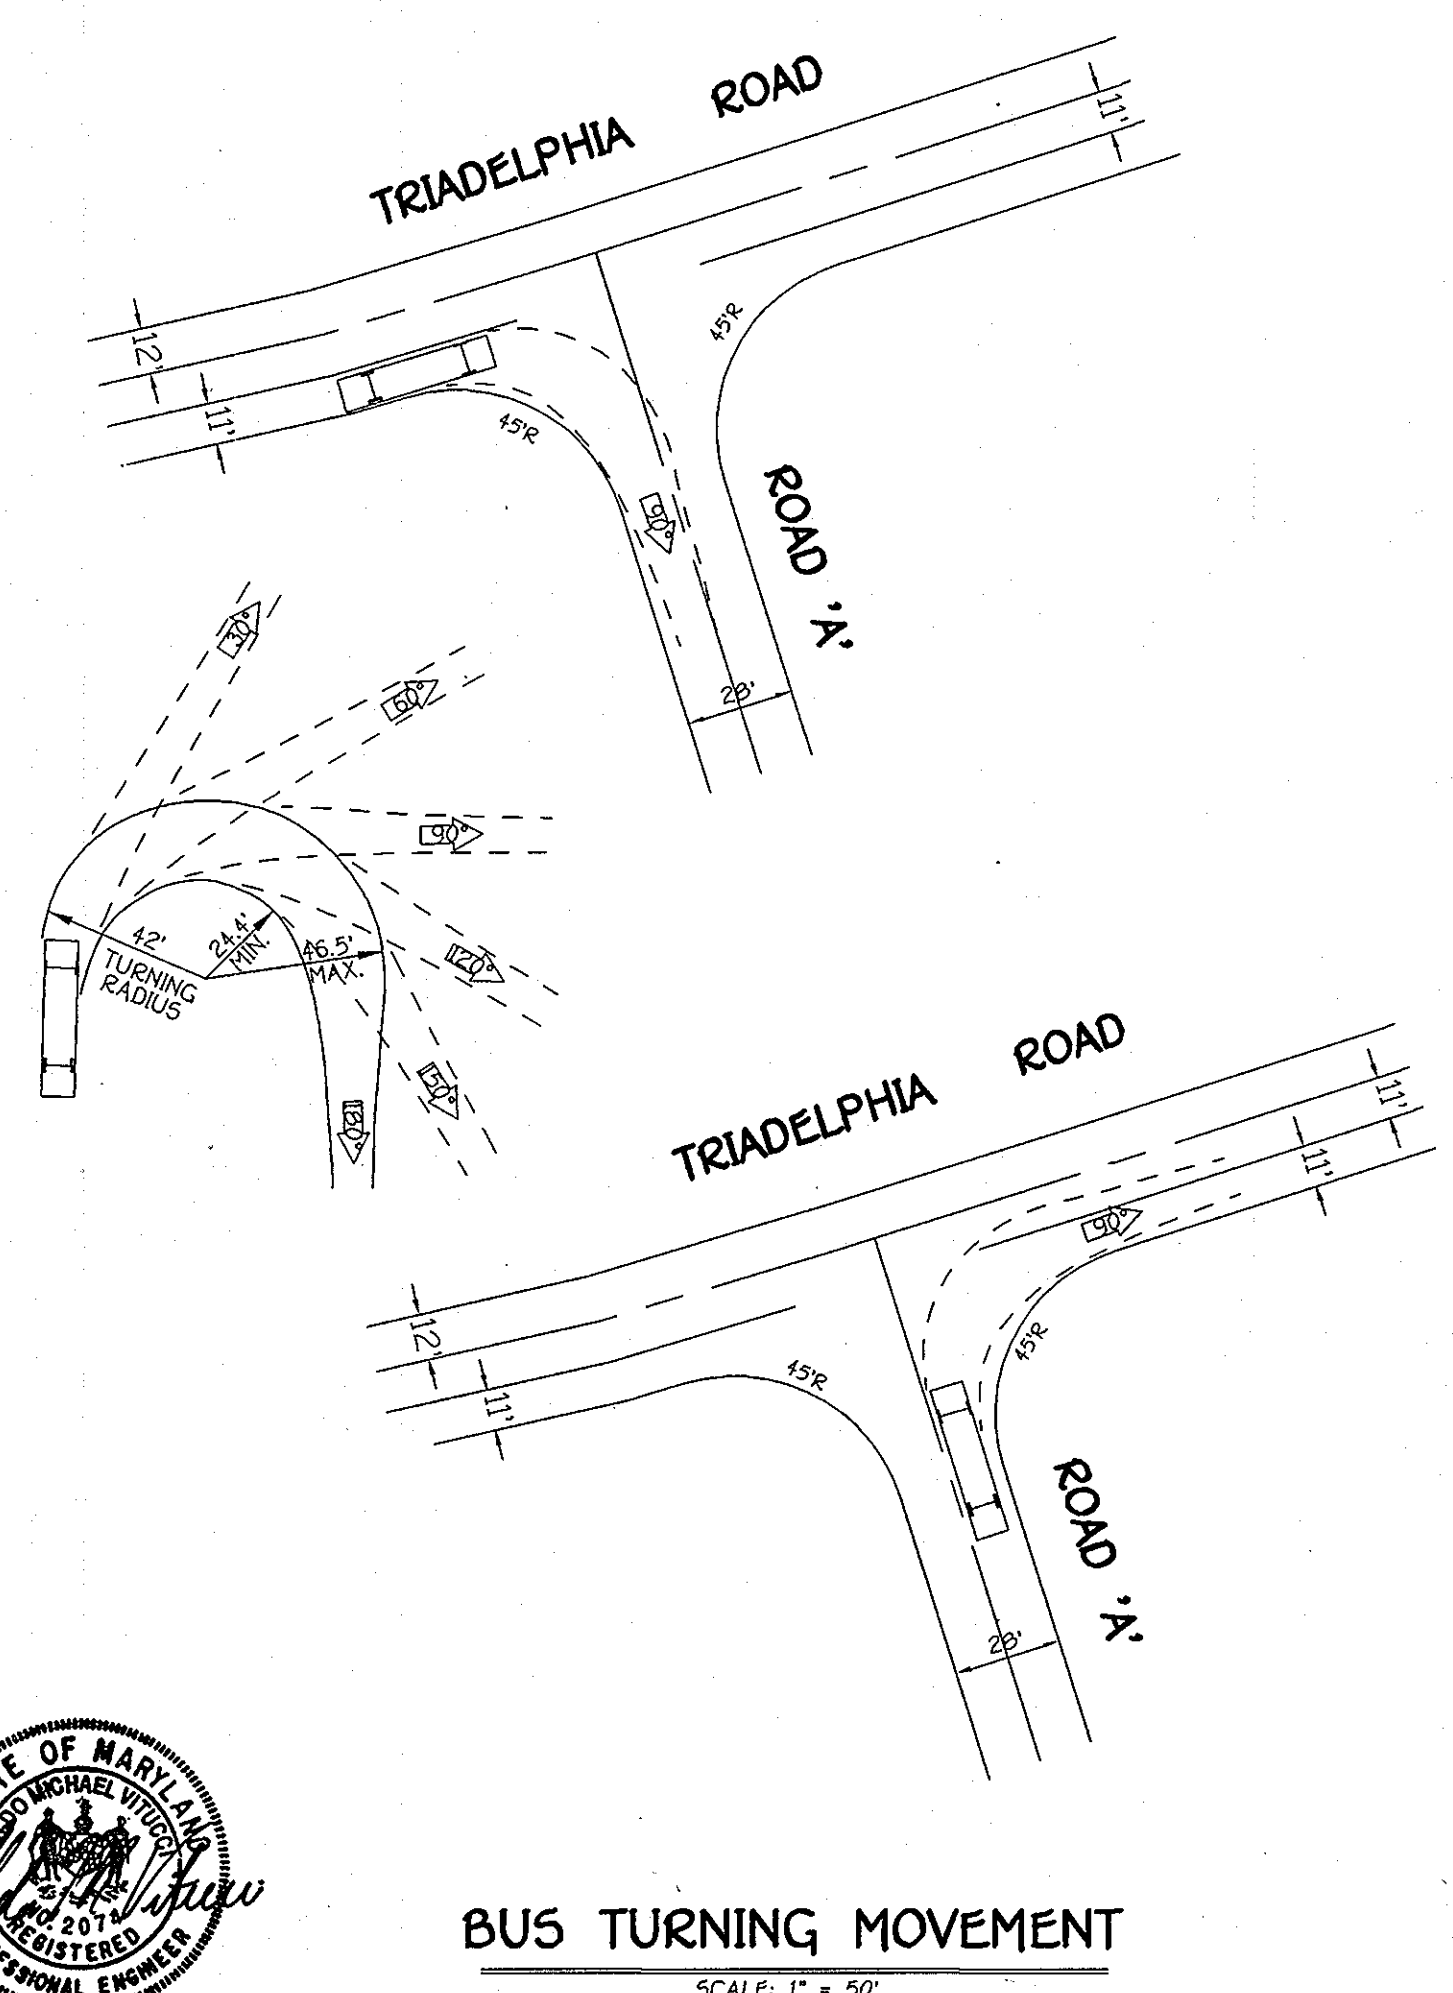 TRIADELPHIA ROAD
11'
12'
11'
45'R
45'R
90°
ROAD 'A'
28'
30°
60°
90°
120°
150°
180°
42'
TURNING
RADIUS
24.4'
MIN.
46.5'
MAX.
TRIADELPHIA ROAD
11'
11'
90°
12'
11'
45'R
45'R
ROAD 'A'
28'
OF MARYLAND
MICHAEL VITUCCI
REGISTERED
ENGINEER
BUS TURNING MOVEMENT
SCALE: 1" = 50'